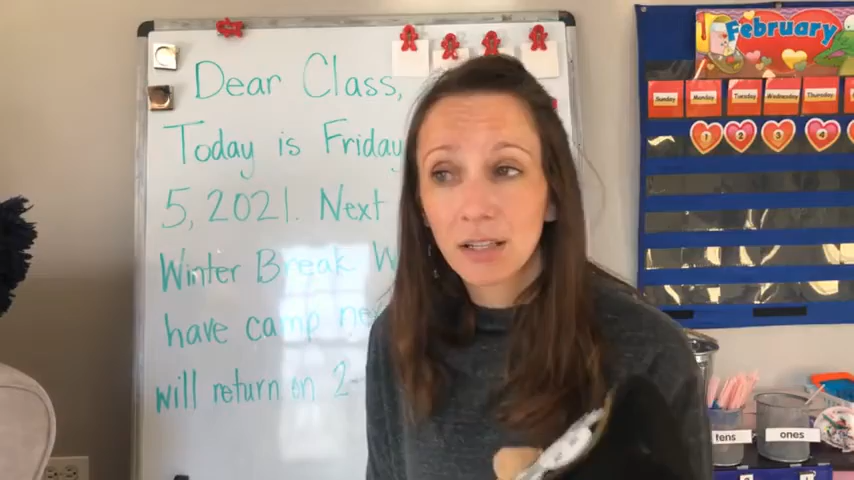 Dear Class,
Today is Friday
5, 2021. Next
Winter Break W
have camp ne
will return on 2-
February
Sunday Monday Tuesday Wednesday Thursday
1 2 3 4
tens ones